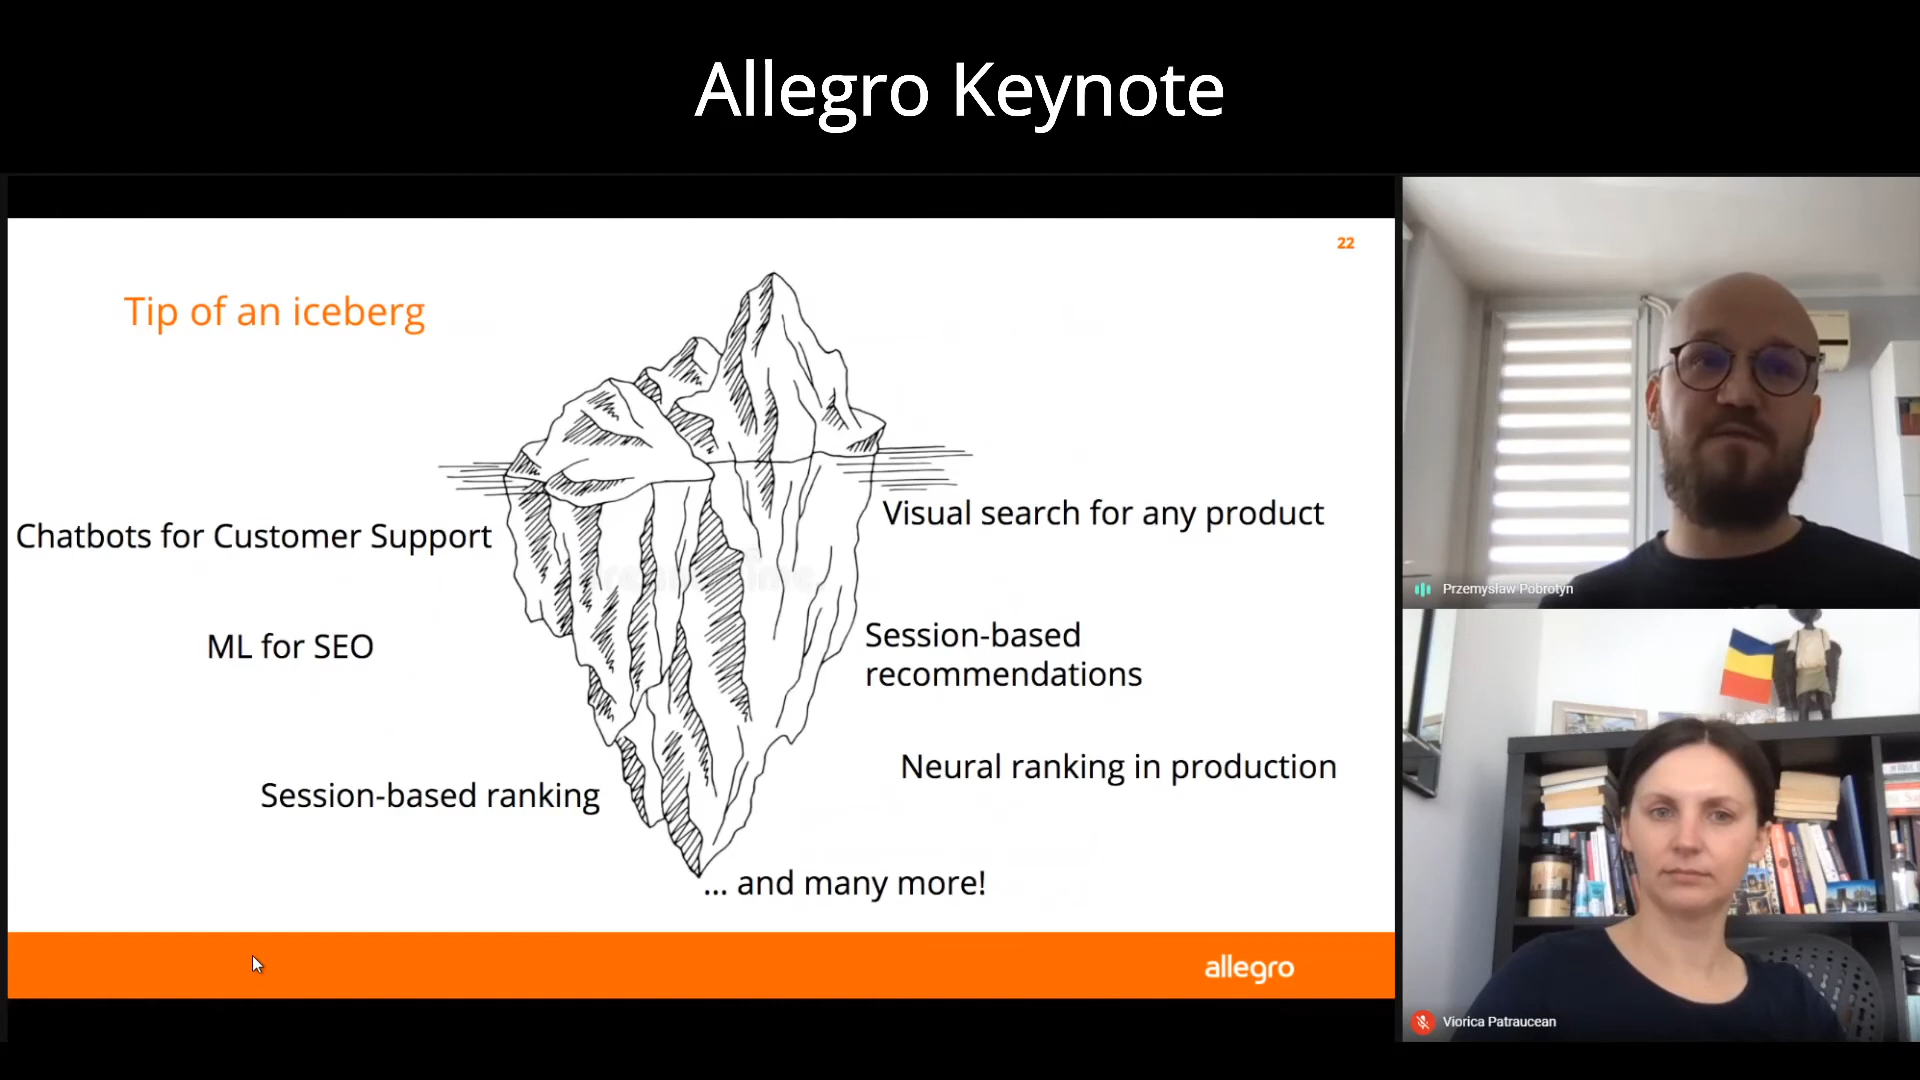 Allegro Keynote
22
Tip of an iceberg
Chatbots for Customer Support
Visual search for any product
ML for SEO
Session-based
recommendations
Session-based ranking
Neural ranking in production
... and many more!
allegro
Przemysław Pobrotyn
Viorica Patraucean